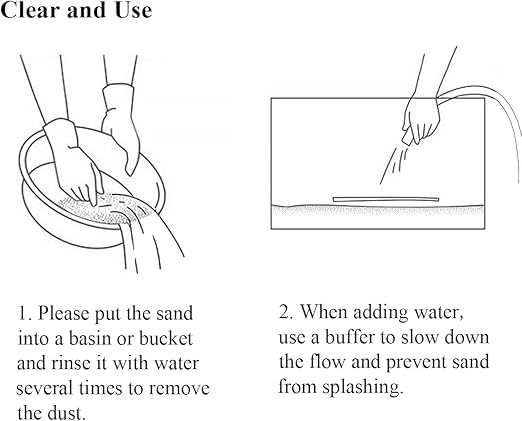 Clear and Use
1. Please put the sand
into a basin or bucket
and rinse it with water
several times to remove
the dust.
2. When adding water,
use a buffer to slow down
the flow and prevent sand
from splashing.